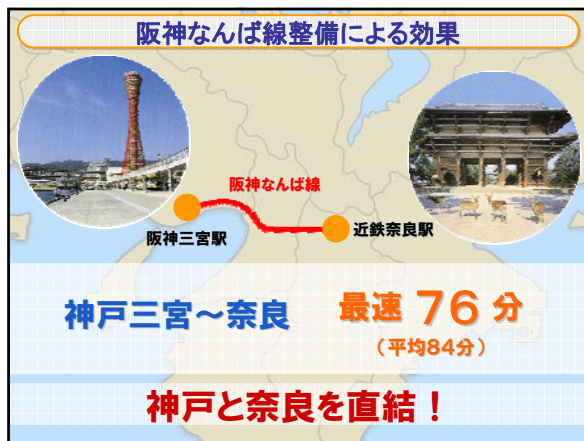 阪神なんば線整備による効果
阪神なんば線
阪神三宮駅
近鉄奈良駅
神戸三宮～奈良 最速 76 分
（平均84分）
神戸と奈良を直結！